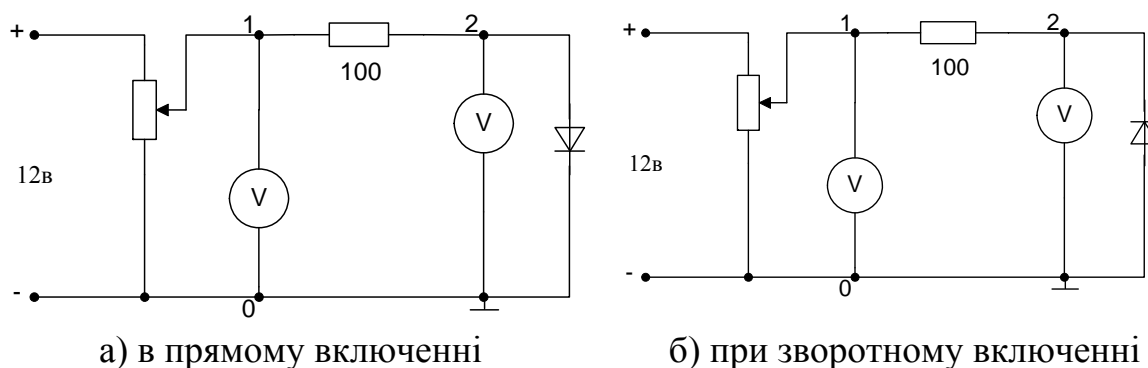 + 1 2
100
V
V
12в
- 0
а) в прямому включенні
+ 1 2
100
V
V
12в
- 0
б) при зворотному включенні